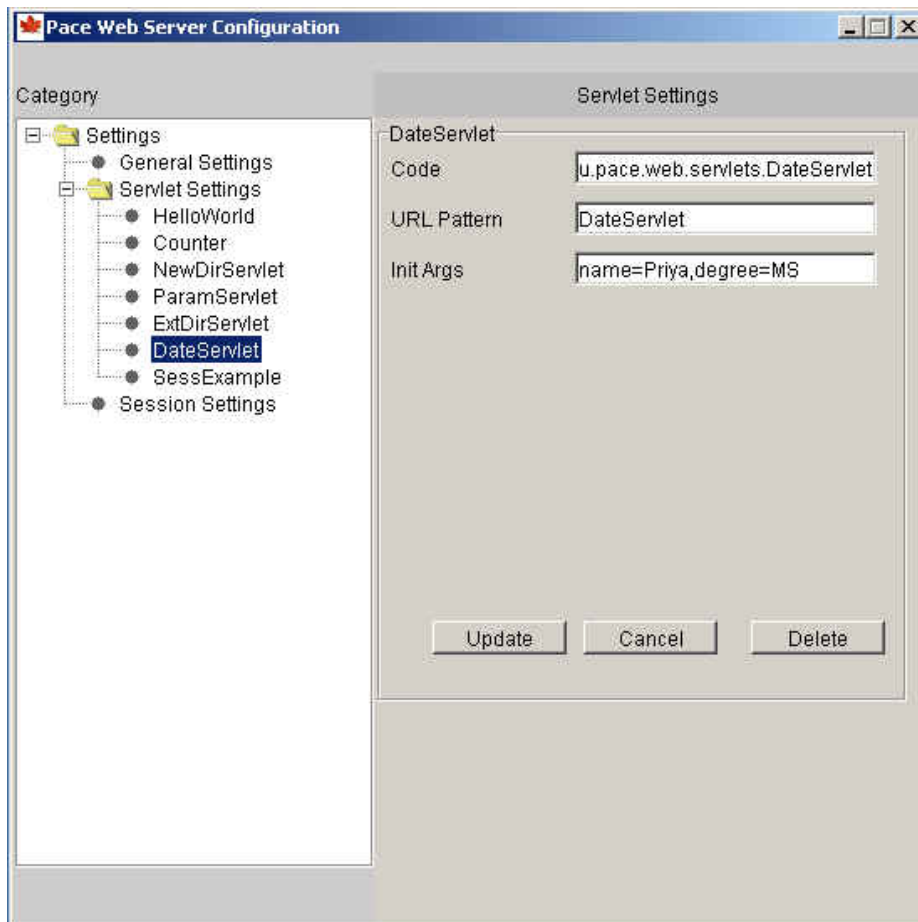 Pace Web Server Configuration
Category
Servlet Settings
Settings
General Settings
Servlet Settings
HelloWorld
Counter
NewDirServlet
ParamServlet
ExtDirServlet
DateServlet
SessExample
Session Settings
DateServlet
Code
u.pace.web.servlets.DateServlet
URL Pattern
DateServlet
Init Args
name=Priya,degree=MS
Update
Cancel
Delete